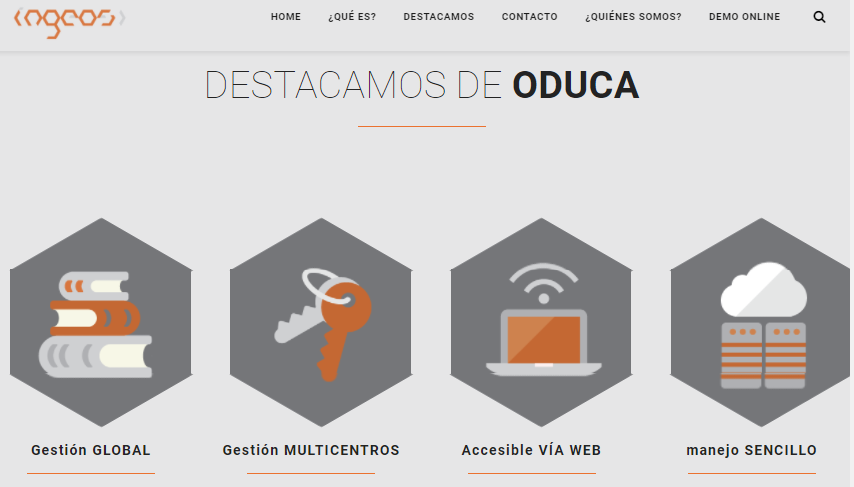 ingeos
HOME ¿QUÉ ES? DESTACAMOS CONTACTO ¿QUIÉNES SOMOS? DEMO ONLINE
DESTACAMOS DE ODUCA
Gestión GLOBAL
Gestión MULTICENTROS
Accesible VÍA WEB
manejo SENCILLO